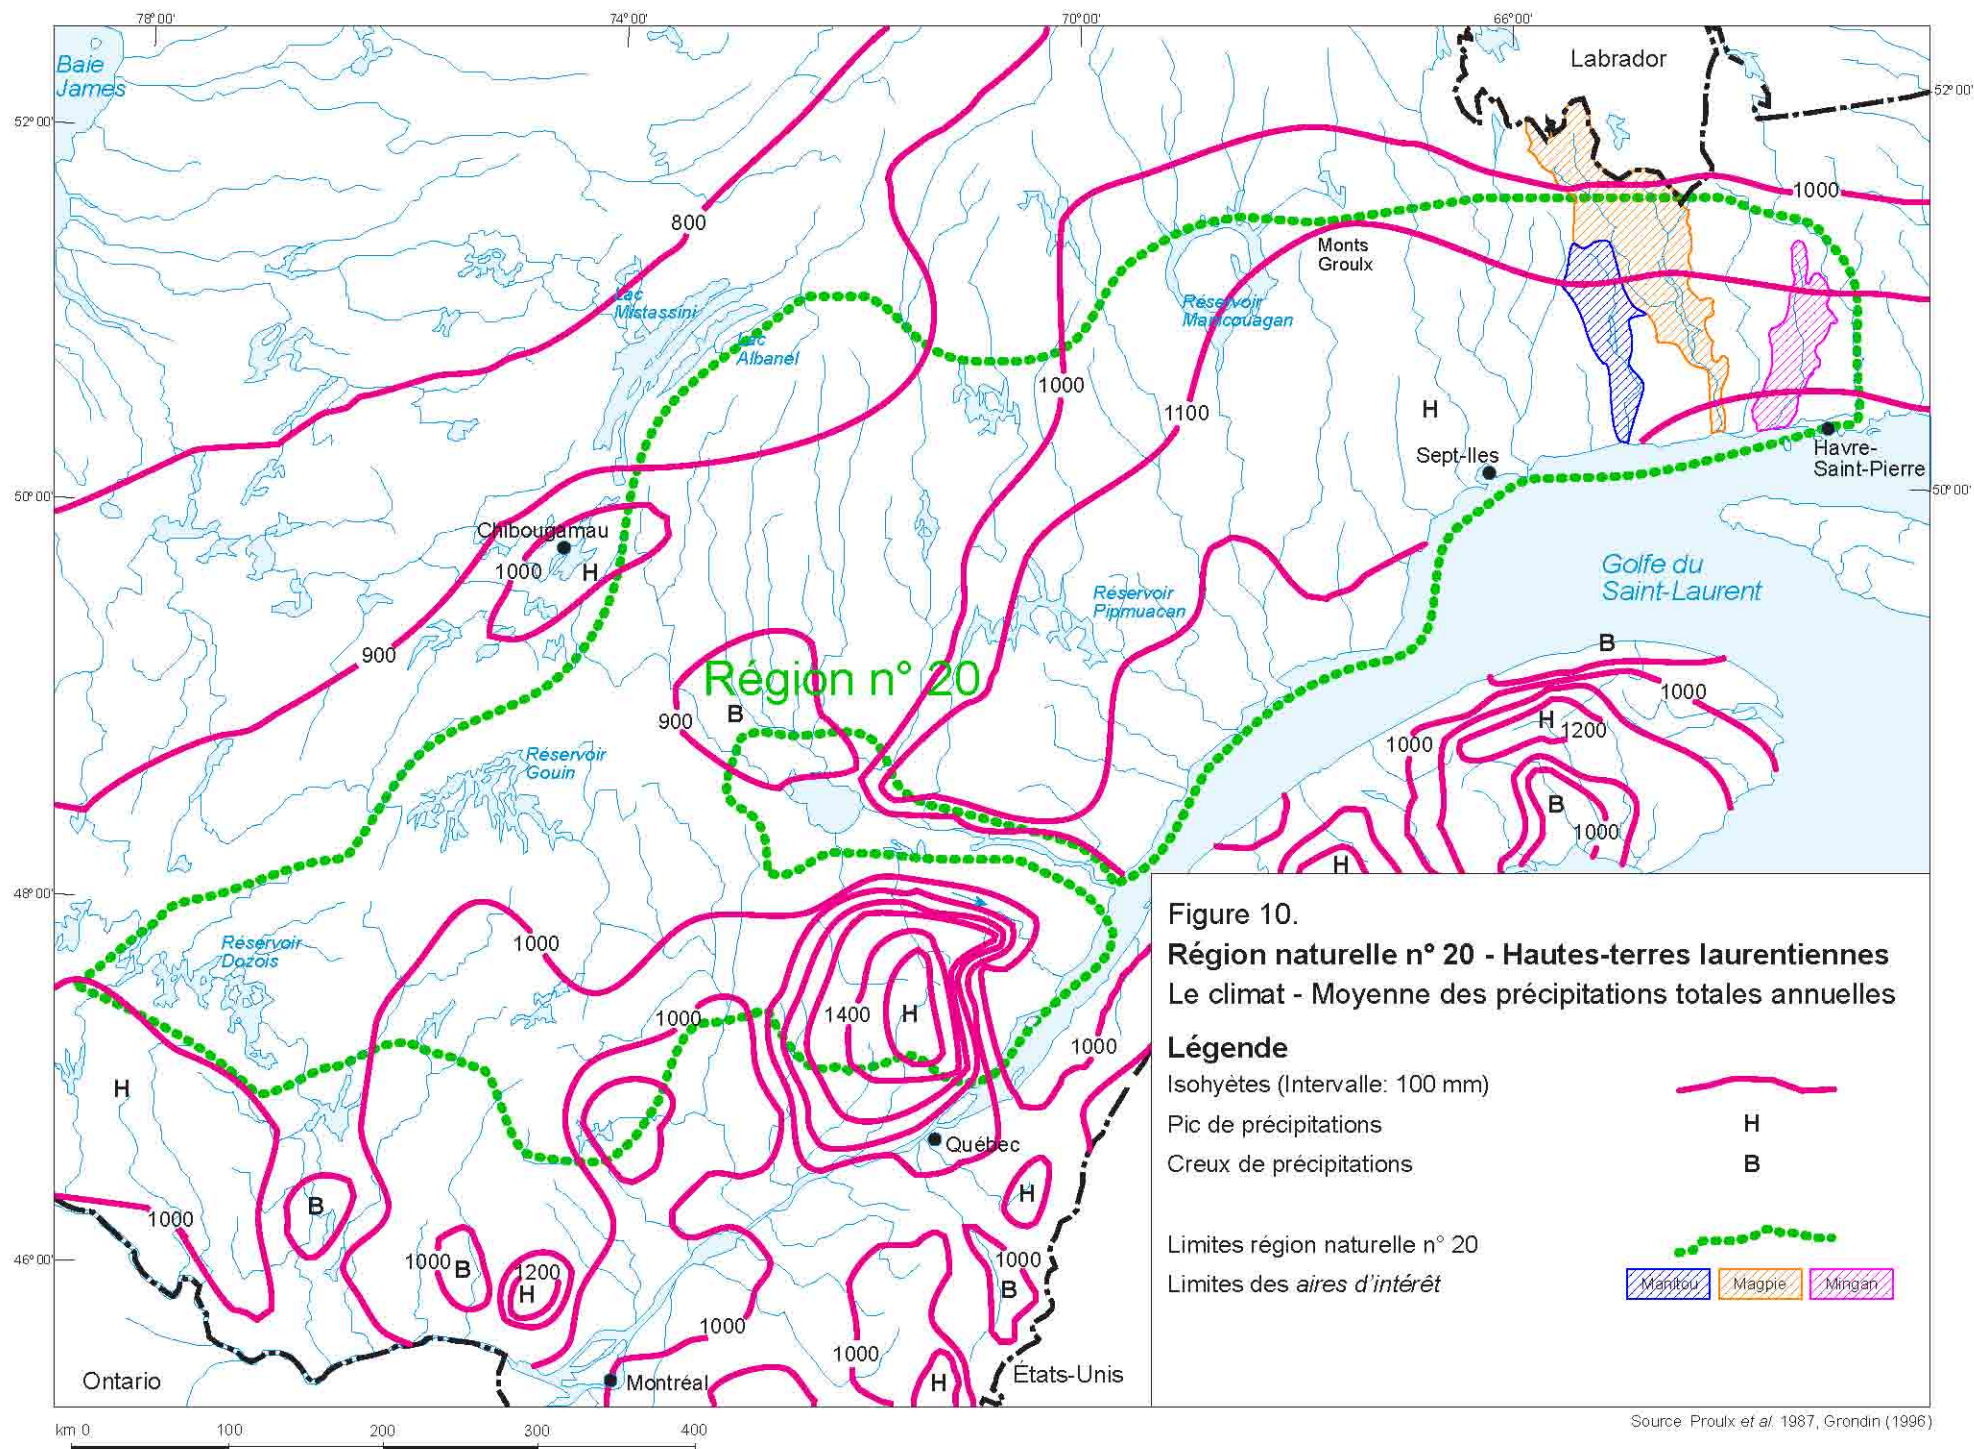 78°00'
74°00'
70°00'
66°00'
Baie
James
Labrador
52°00'
52°00'
1000
800
Monts
Groulx
Lac
Mistassini
Réservoir
Manicouagan
Lac
Albanel
1000
1100
H
Sept-Iles
Havre-
Saint-Pierre
50°00'
50°00'
Chibougamau
1000
H
Golfe du
Saint-Laurent
Réservoir
Pipmuacan
B
900
Région n° 20
1000
900
B
H
1200
1000
Réservoir
Gouin
B
1000
H
48°00'
Réservoir
Dozois
1000
1000
1400
H
1000
H
Québec
B
H
1000
46°00'
1000
B
1200
H
1000
B
1000
1000
H
Ontario
Montréal
États-Unis
Figure 10.
Région naturelle n° 20 - Hautes-terres laurentiennes
Le climat - Moyenne des précipitations totales annuelles
Légende
Isohyètes (Intervalle: 100 mm)
Pic de précipitations
H
Creux de précipitations
B
Limites région naturelle n° 20
Limites des aires d'intérêt
Manitou
Magpie
Mingan
Source Proulx et al. 1987, Grondin (1996)
km 0
100
200
300
400